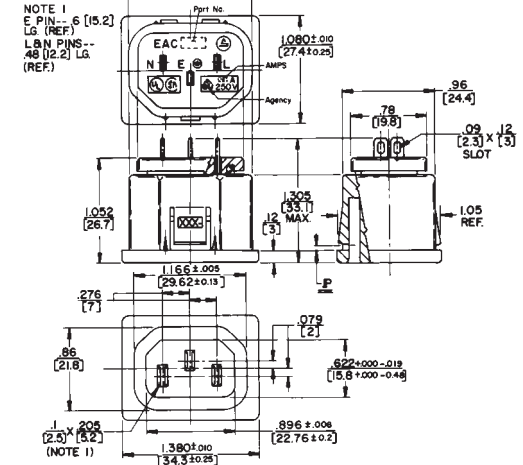 NOTE 1
E PIN--.6 [15.2]
LG. (REF.)
L&N PINS--
.48 [12.2] LG.
(REF.)
Part No.
EAC
N E L
250V
AMPS
Agency
1.080±.010
[27.4±0.25]
.96
[24.4]
.78
[19.8]
.09 x .12
[2.3] [3]
SLOT
1.052
[26.7]
1.305
[33.1]
MAX.
.12
[3]
1.05
REF.
P
1.166±.005
[29.62±0.13]
.276
[7]
.079
[2]
.86
[21.8]
.622+.000-.019
[15.8+.000-0.48]
.1 x .205
[2.5] [5.2]
(NOTE 1)
.896±.008
[22.76±0.2]
1.380±.010
[34.3±0.25]